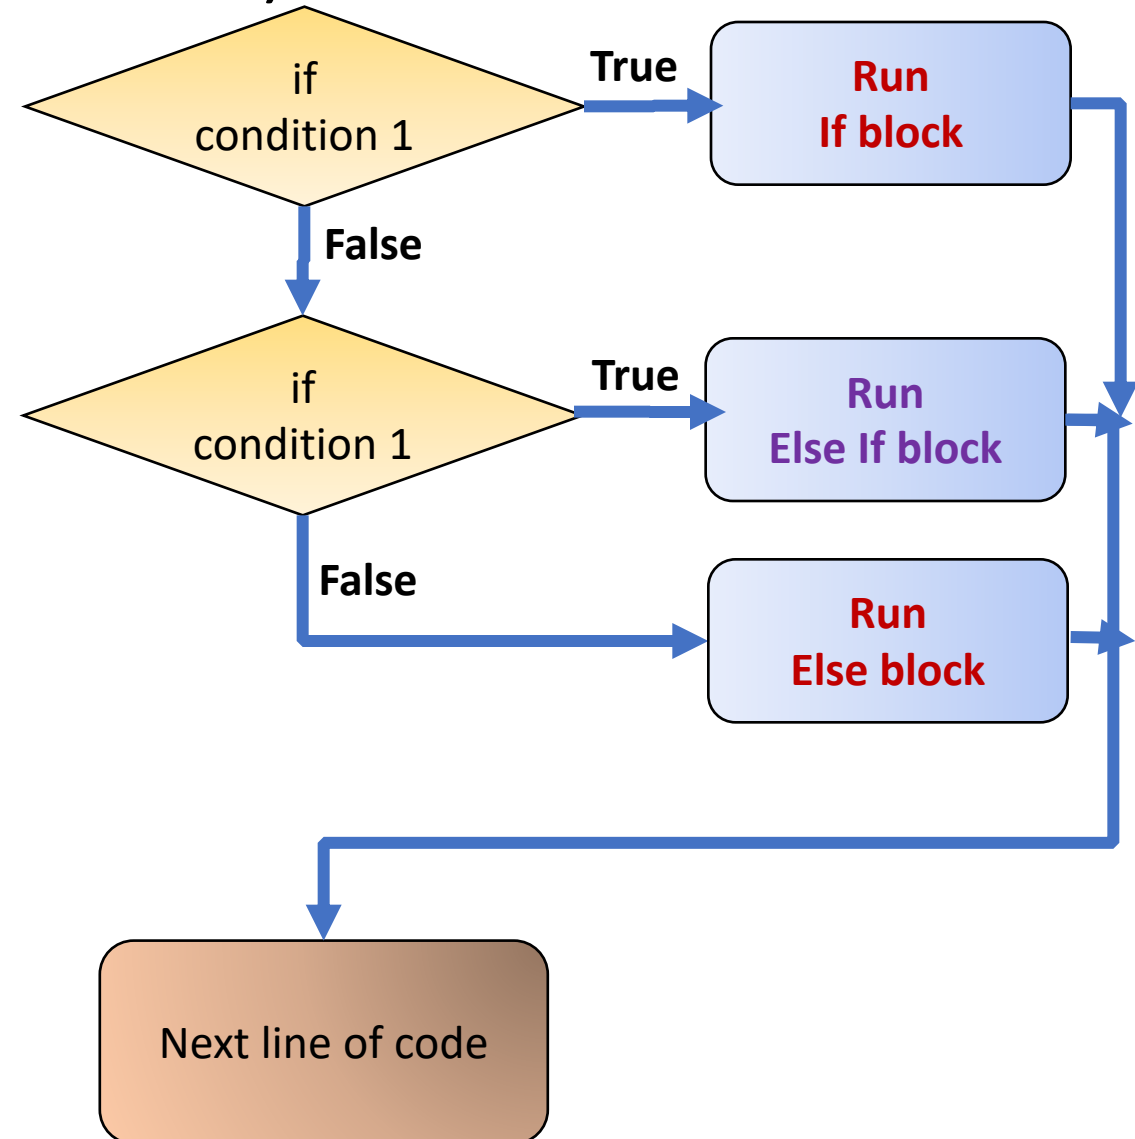 if
condition 1
True
Run
If block
False
if
condition 1
True
Run
Else If block
False
Run
Else block
Next line of code